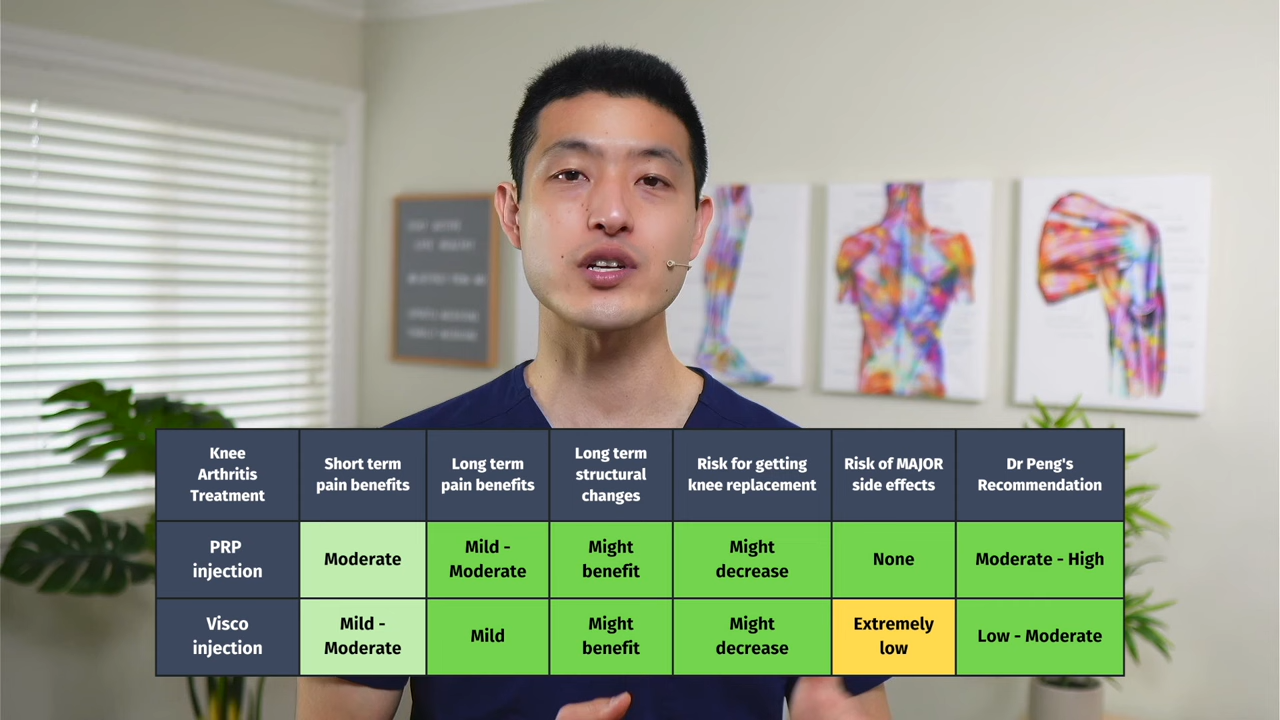 Knee
Arthritis
Treatment
Short term
pain benefits
Long term
pain benefits
Long term
structural
changes
Risk for getting
knee replacement
Risk of MAJOR
side effects
Dr Peng's
Recommendation
PRP
injection
Moderate
Mild -
Moderate
Might
benefit
Might
decrease
None
Moderate - High
Visco
injection
Mild -
Moderate
Mild
Might
benefit
Might
decrease
Extremely
low
Low - Moderate